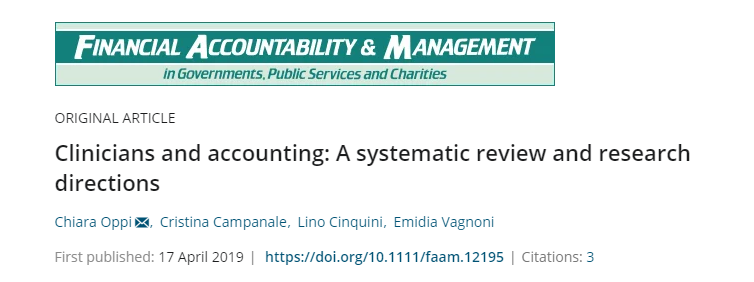 FINANCIAL ACCOUNTABILITY & MANAGEMENT
in Governments, Public Services and Charities
ORIGINAL ARTICLE
Clinicians and accounting: A systematic review and research
directions
Chiara Oppi, Cristina Campanale, Lino Cinquini, Emidia Vagnoni
First published: 17 April 2019 | https://doi.org/10.1111/faam.12195 | Citations: 3